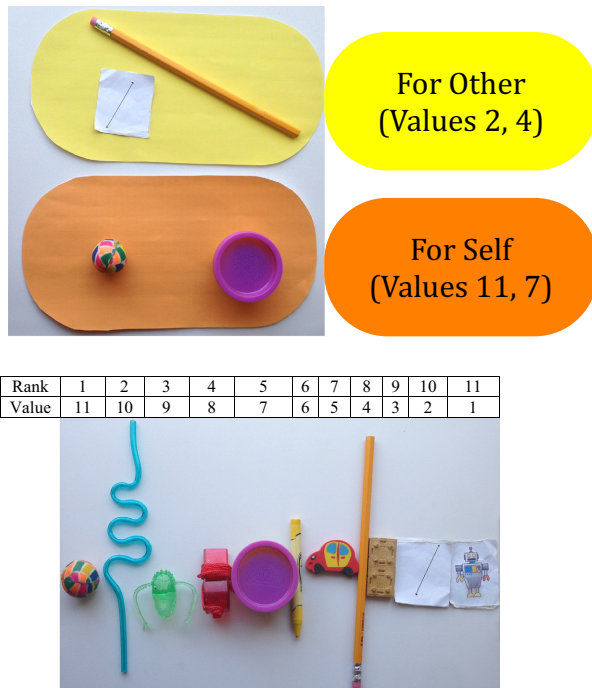 For Other
(Values 2, 4)
For Self
(Values 11, 7)
Rank 1 2 3 4 5 6 7 8 9 10 11
Value 11 10 9 8 7 6 5 4 3 2 1